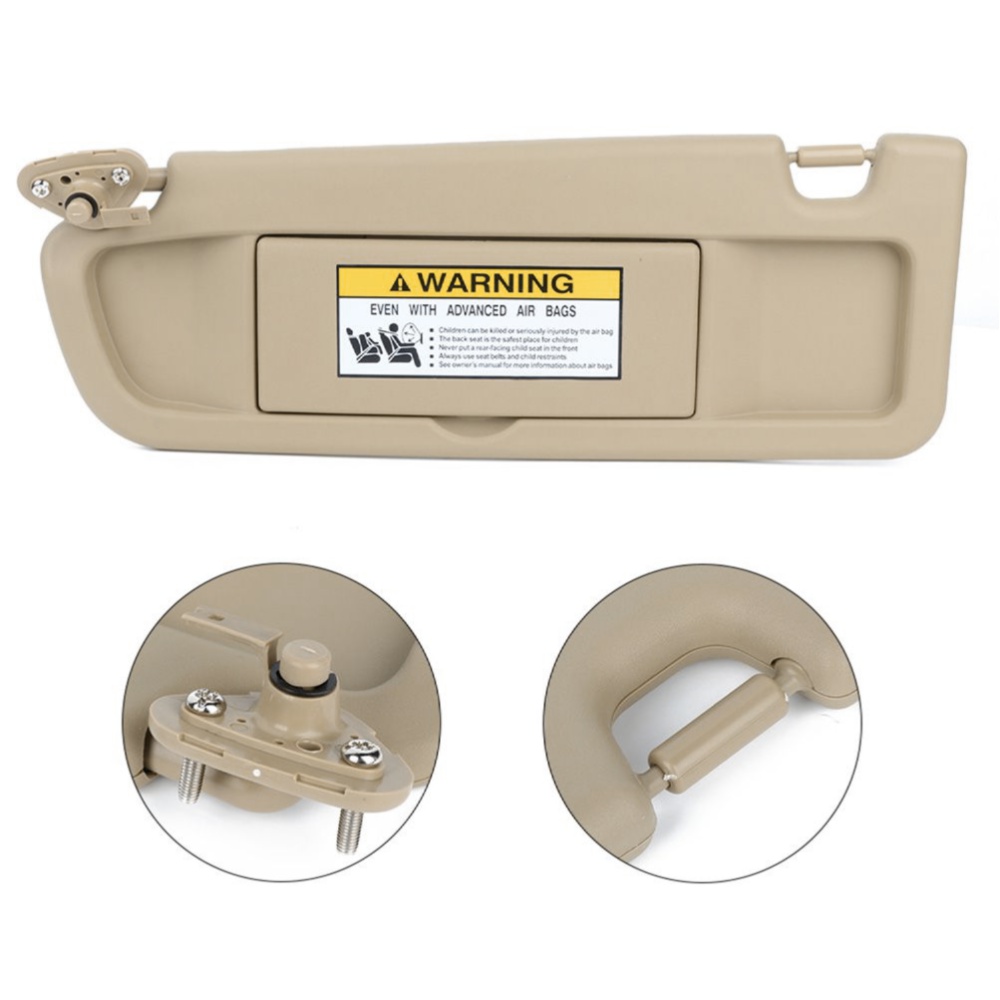 WARNING
EVEN WITH ADVANCED AIR BAGS
Children can be killed or seriously injured by the air bag
The back seat is the safest place for children
Never put a rear-facing child seat in the front
Always use seat belts and child restraints
See owner's manual for more information about air bags